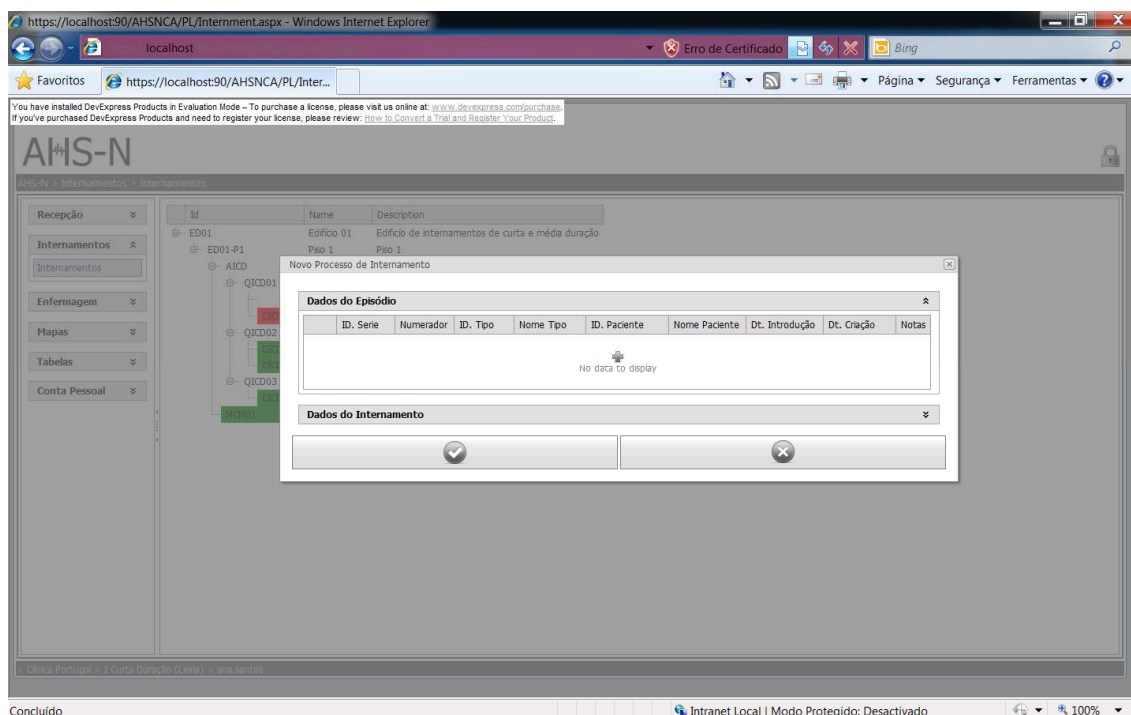 https://localhost:90/AHSNCA/PL/Internment.aspx - Windows Internet Explorer
localhost
Erro de Certificado
Bing
Favoritos
https://localhost:90/AHSNCA/PL/Inter...
Página
Segurança
Ferramentas
You have installed DevExpress Products in Evaluation Mode – To purchase a license, please visit us online at: www.devexpress.com/purchase.
If you've purchased DevExpress Products and need to register your license, please review: How to Convert a Trial and Register Your Product.
AHS-N
AHS-N > Internamentos > Internamentos
Recepção
Internamentos
Internamentos
Enfermagem
Mapas
Tabelas
Conta Pessoal
Id Name Description
ED01 Edifício 01 Edifício de internamentos de curta e média duração
ED01-P1 Piso 1 Piso 1
AICD
QICD01
QICD02
QICD03
MCM01
Novo Processo de Internamento
Dados do Episódio
ID. Serie Numerador ID. Tipo Nome Tipo ID. Paciente Nome Paciente Dt. Introdução Dt. Criação Notas
No data to display
Dados do Internamento
> Clínica Portugal > I Curta Duração (Leiria) > ana.santos
Concluído
Intranet Local | Modo Protegido: Desactivado
100%